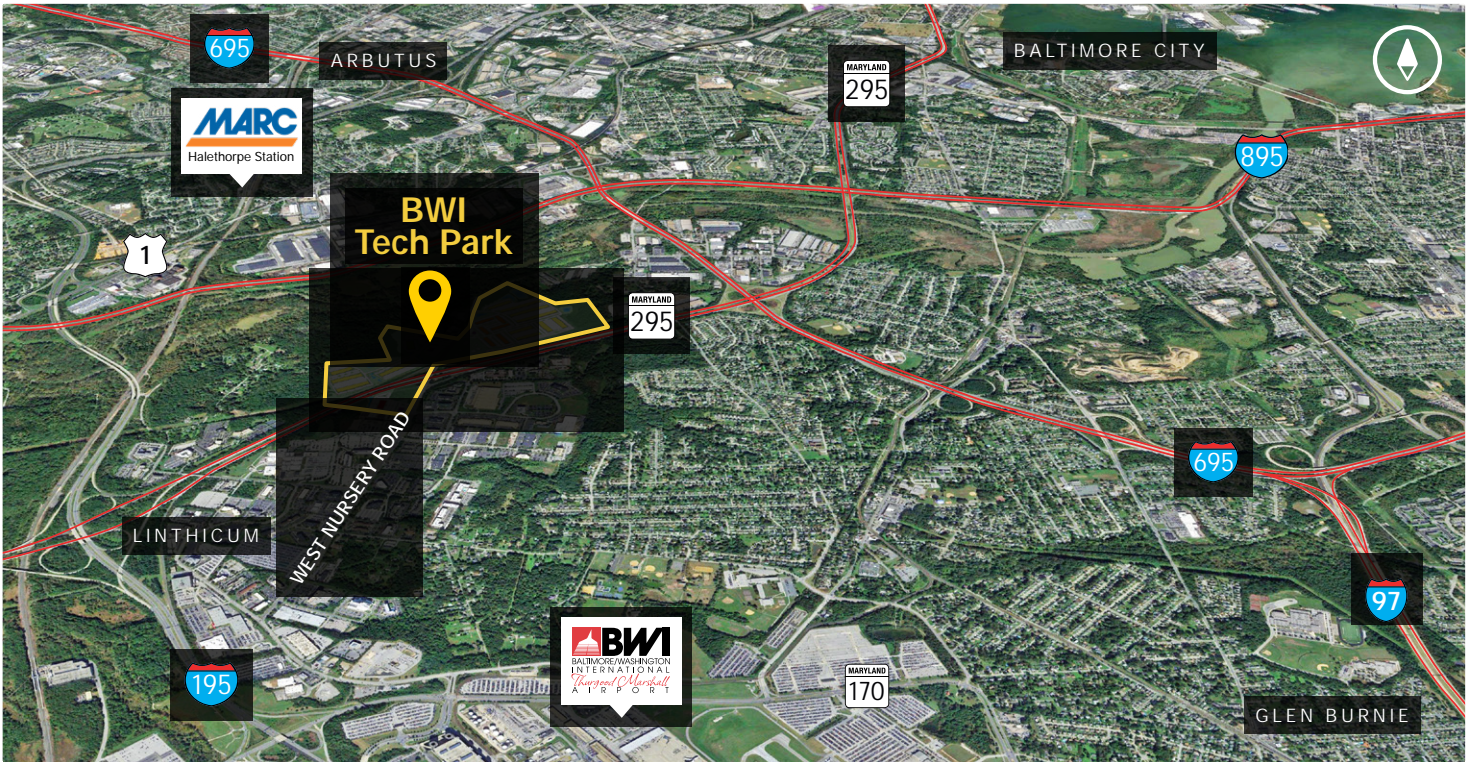 695
ARBUTUS
BALTIMORE CITY
MARYLAND
295
MARC
Halethorpe Station
895
BWI
Tech Park
1
MARYLAND
295
WEST NURSERY ROAD
695
LINTHICUM
97
BWI
BALTIMORE/WASHINGTON
INTERNATIONAL
Thurgood Marshall
AIRPORT
195
MARYLAND
170
GLEN BURNIE